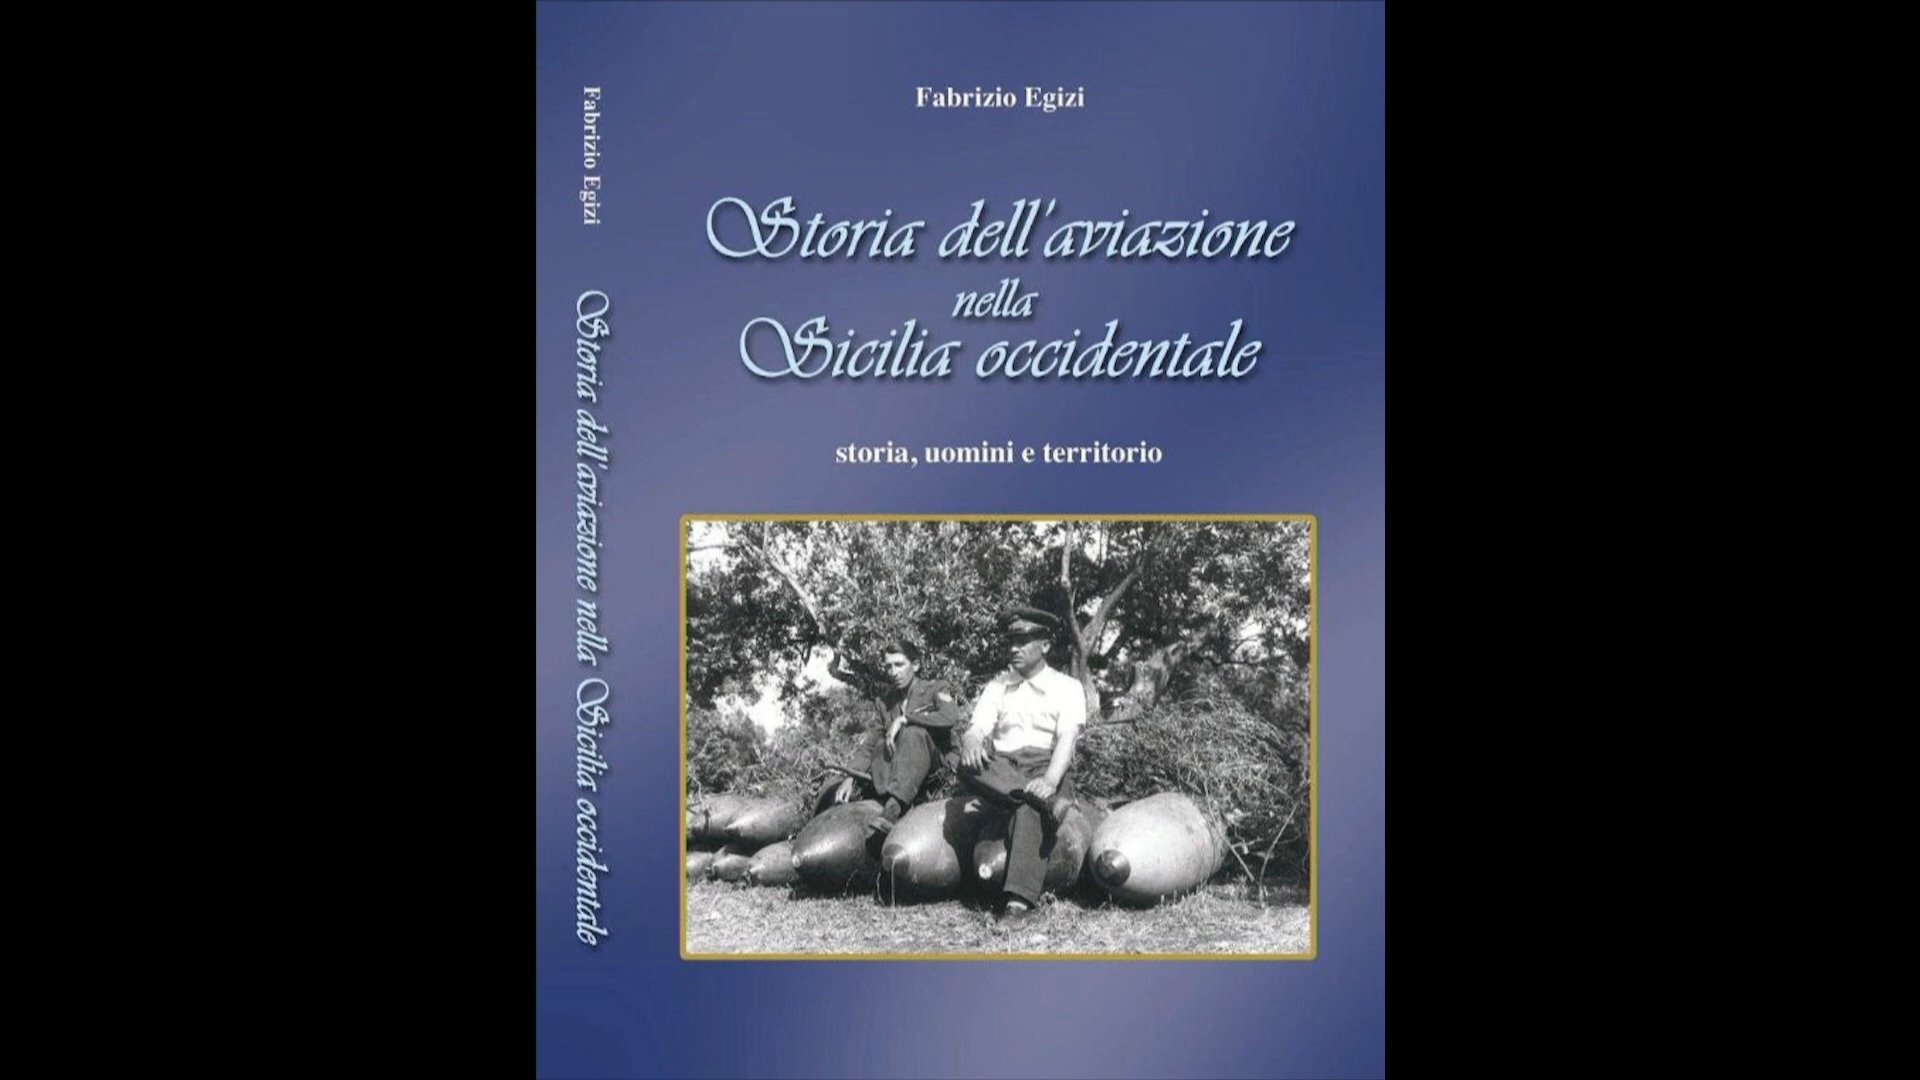 Fabrizio Egizi
Storia dell'aviazione nella Sicilia occidentale
Fabrizio Egizi
Storia dell'aviazione
nella
Sicilia occidentale
storia, uomini e territorio